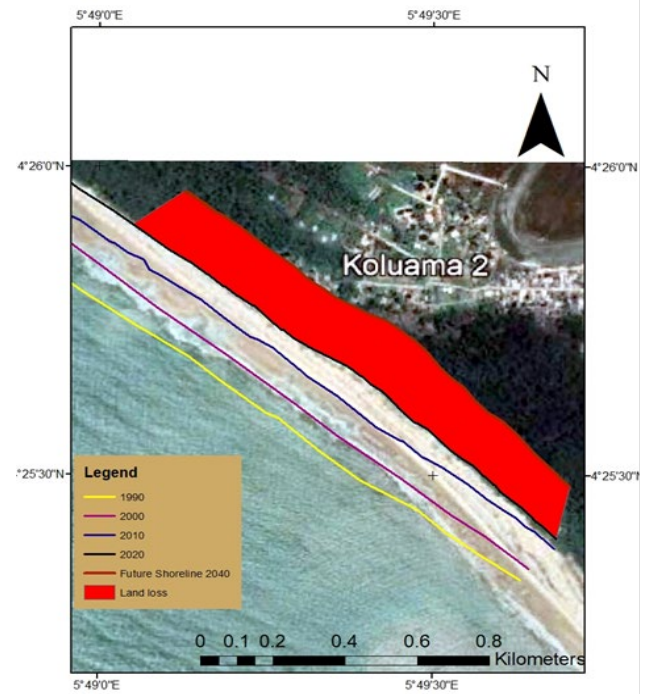 5°49'0"E 5°49'30"E
N
4°26'0"N 4°26'0"N
Koluama 2
4°25'30"N 4°25'30"N
Legend
1990
2000
2010
2020
Future Shoreline 2040
Land loss
0 0.1 0.2 0.4 0.6 0.8
Kilometers
5°49'0"E 5°49'30"E